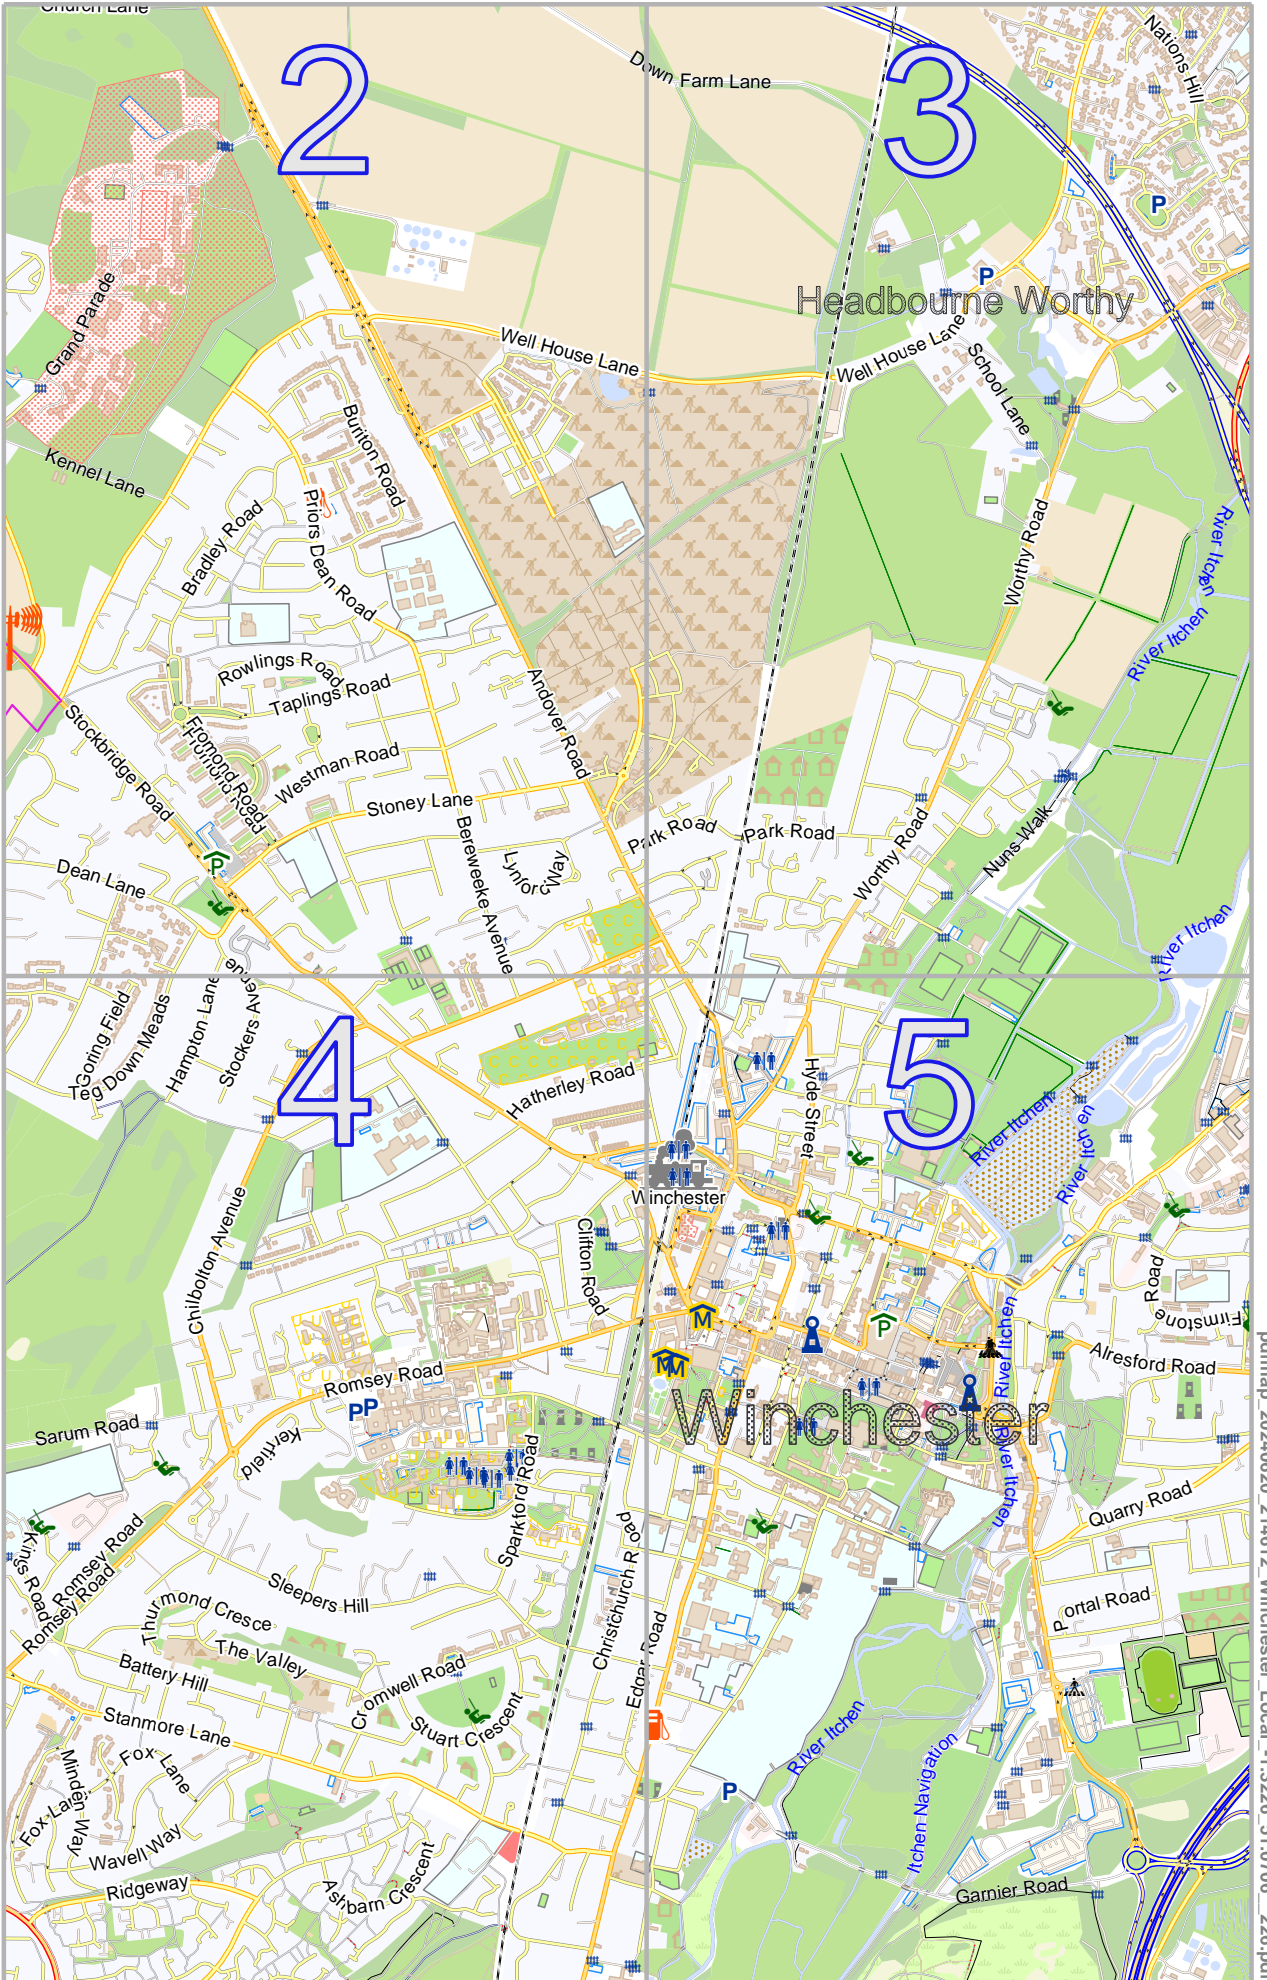 Church Lane
2
3
Down Farm Lane
Nations Hill
P
P
Headbourne Worthy
Grand Parade
Well House Lane
Well House Lane
School Lane
Buriton Road
Kennel Lane
Priors Dean Road
Bradley Road
Worthy Road
River Itchen
River Itchen
Rowlings Road
Taplings Road
Andover Road
Stockbridge Road
Fromond Road
Fromond Road
Westman Road
Stoney Lane
Bereweeke Avenue
Lynford Way
Park Road
Park Road
Worthy Road
Nuns Walk
P
Dean Lane
River Itchen
Goring Field
Teg Down Meads
Hampton Lane
Stockers Avenue
4
5
Hatherley Road
Hyde Street
River Itchen
River Itchen
Winchester
Chilbolton Avenue
Clifton Road
Firmstone Road
M
P
M
M
River Itchen
Alresford Road
Romsey Road
P
P
Winchester
Sarum Road
Kerrfield
Sparkford Road
River Itchen
Quarry Road
Kings Road
Romsey Road
Romsey Road
Sleepers Hill
Christchurch Road
Thurmond Cresce
The Valley
Portal Road
Battery Hill
Cromwell Road
Edgar Road
Stanmore Lane
Stuart Crescent
River Itchen
Itchen Navigation
Fox Lane
Fox Lane
Minden Way
Wavell Way
P
Ridgeway
Ashbarn Crescent
Garnier Road